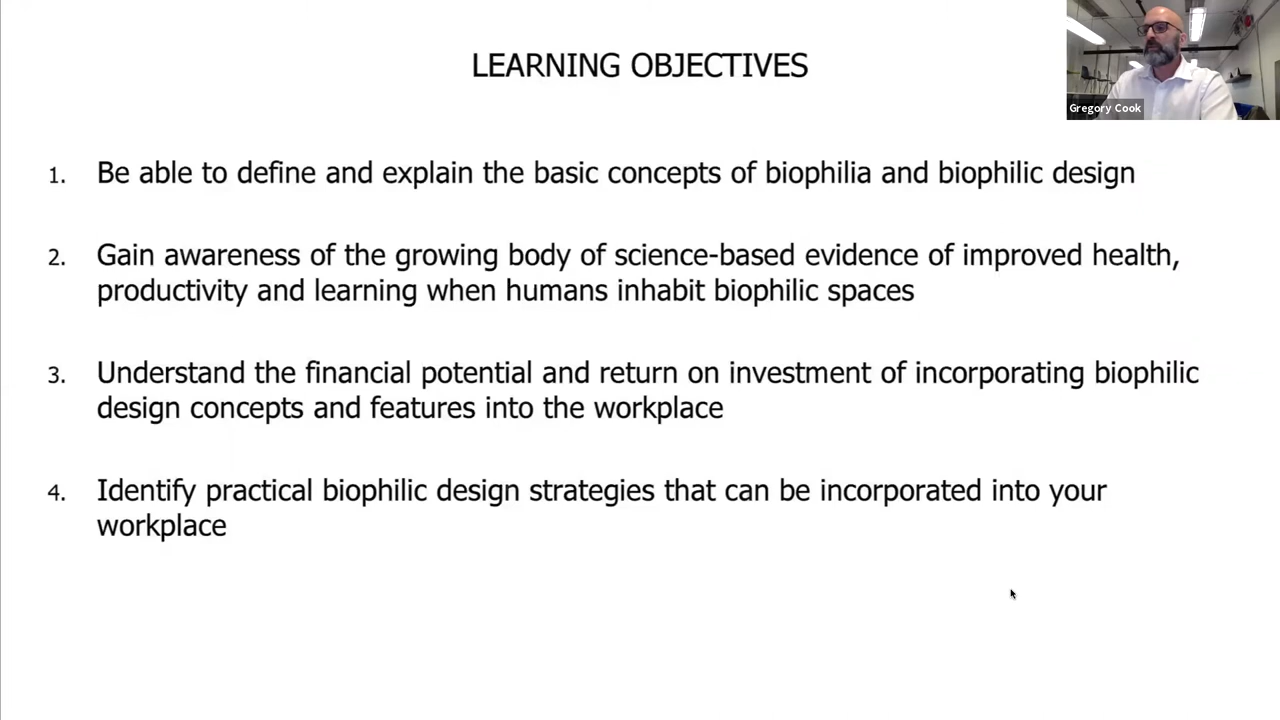 LEARNING OBJECTIVES
Gregory Cook
1. Be able to define and explain the basic concepts of biophilia and biophilic design
2. Gain awareness of the growing body of science-based evidence of improved health,
productivity and learning when humans inhabit biophilic spaces
3. Understand the financial potential and return on investment of incorporating biophilic
design concepts and features into the workplace
4. Identify practical biophilic design strategies that can be incorporated into your
workplace